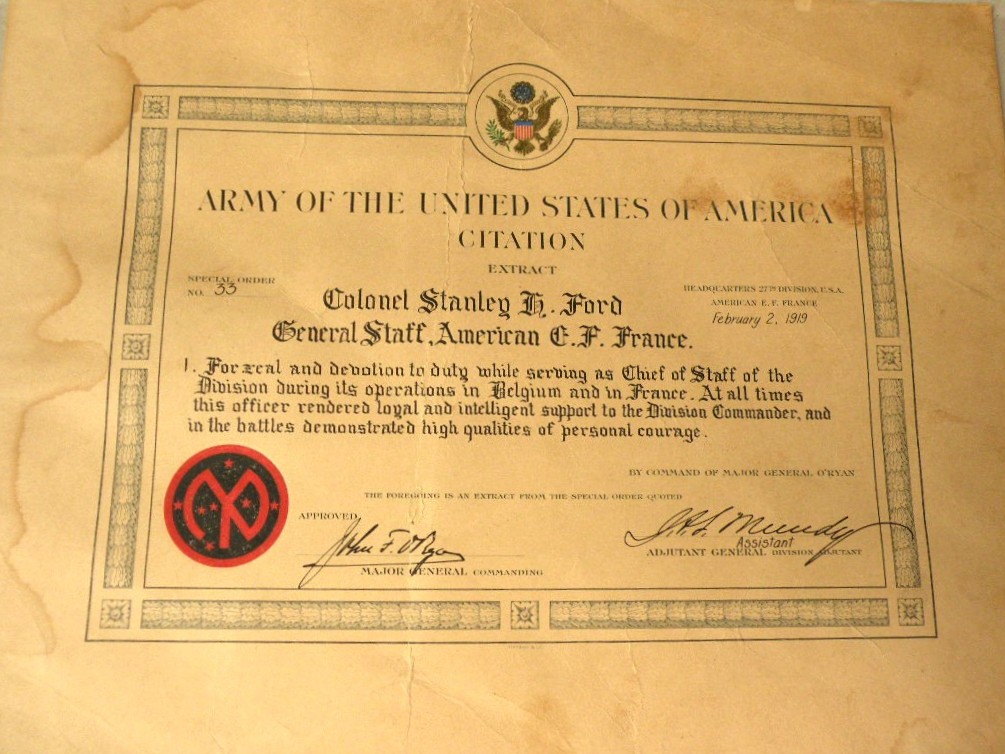 ARMY OF THE UNITED STATES OF AMERICA
CITATION
EXTRACT
SPECIAL ORDER
NO. 33
HEADQUARTERS 27TH DIVISION, U.S.A.
AMERICAN E. F. FRANCE
February 2, 1919
Colonel Stanley H. Ford
General Staff, American E.F. France.
1. For zeal and devotion to duty while serving as Chief of Staff of the
Division during its operations in Belgium and in France. At all times
this officer rendered loyal and intelligent support to the Division Commander, and
in the battles demonstrated high qualities of personal courage.
BY COMMAND OF MAJOR GENERAL O'RYAN
THE FOREGOING IS AN EXTRACT FROM THE SPECIAL ORDER QUOTED
APPROVED,
John F. O'Ryan
MAJOR GENERAL COMMANDING
Mundy
Assistant
ADJUTANT GENERAL DIVISION ADJUTANT